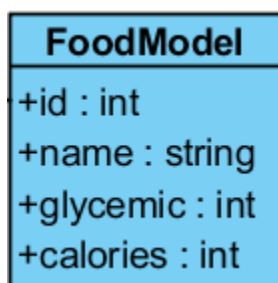 FoodModel
+id : int
+name : string
+glycemic : int
+calories : int